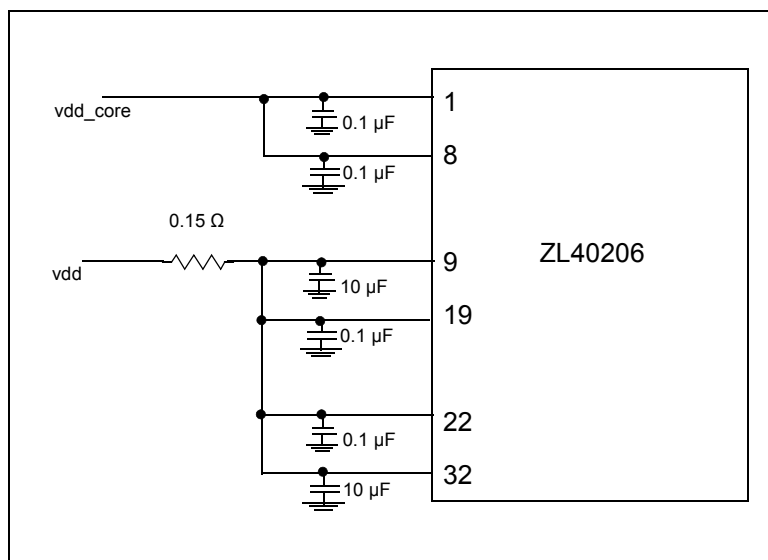 vdd_core
1
0.1 µF
8
0.1 µF
0.15 Ω
vdd
9
ZL40206
10 µF
19
0.1 µF
22
0.1 µF
32
10 µF